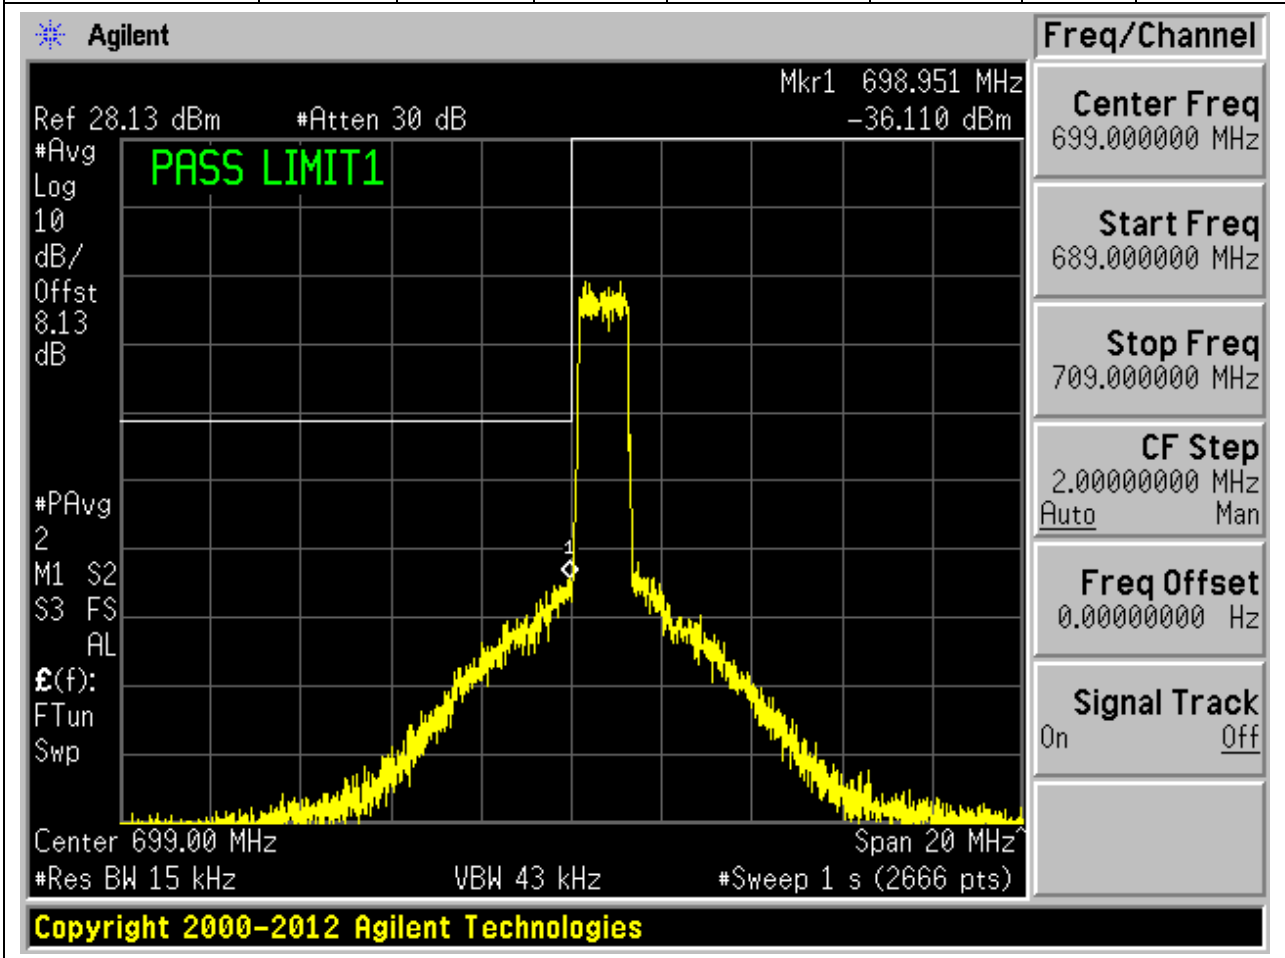 Agilent
Freq/Channel
Mkr1 698.951 MHz
Ref 28.13 dBm #Atten 30 dB -36.110 dBm
#Avg
Log
10
dB/
Offst
8.13
dB
PASS LIMIT1
#PAvg
2
M1 S2
S3 FS
AL
£(f):
FTun
Swp
1
Center 699.00 MHz Span 20 MHz^
#Res BW 15 kHz VBW 43 kHz #Sweep 1 s (2666 pts)
Center Freq
699.000000 MHz
Start Freq
689.000000 MHz
Stop Freq
709.000000 MHz
CF Step
2.00000000 MHz
Auto Man
Freq Offset
0.00000000 Hz
Signal Track
On Off
Copyright 2000-2012 Agilent Technologies